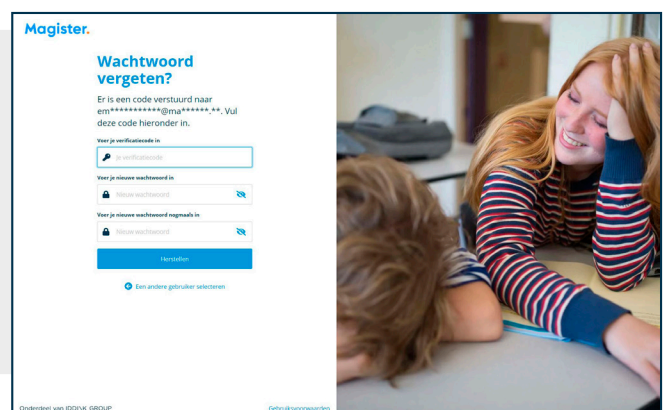 Magister.
Wachtwoord
vergeten?
Er is een code verstuurd naar
em***********@ma******.**. Vul
deze code hieronder in.
Voer je verificatiecode in
Je verificatiecode
Voer je nieuwe wachtwoord in
Nieuw wachtwoord
Voer je nieuwe wachtwoord nogmaals in
Nieuw wachtwoord
Herstellen
Een andere gebruiker selecteren
Onderdeel van IDDINK GROUP
Gebruiksvoorwaarden